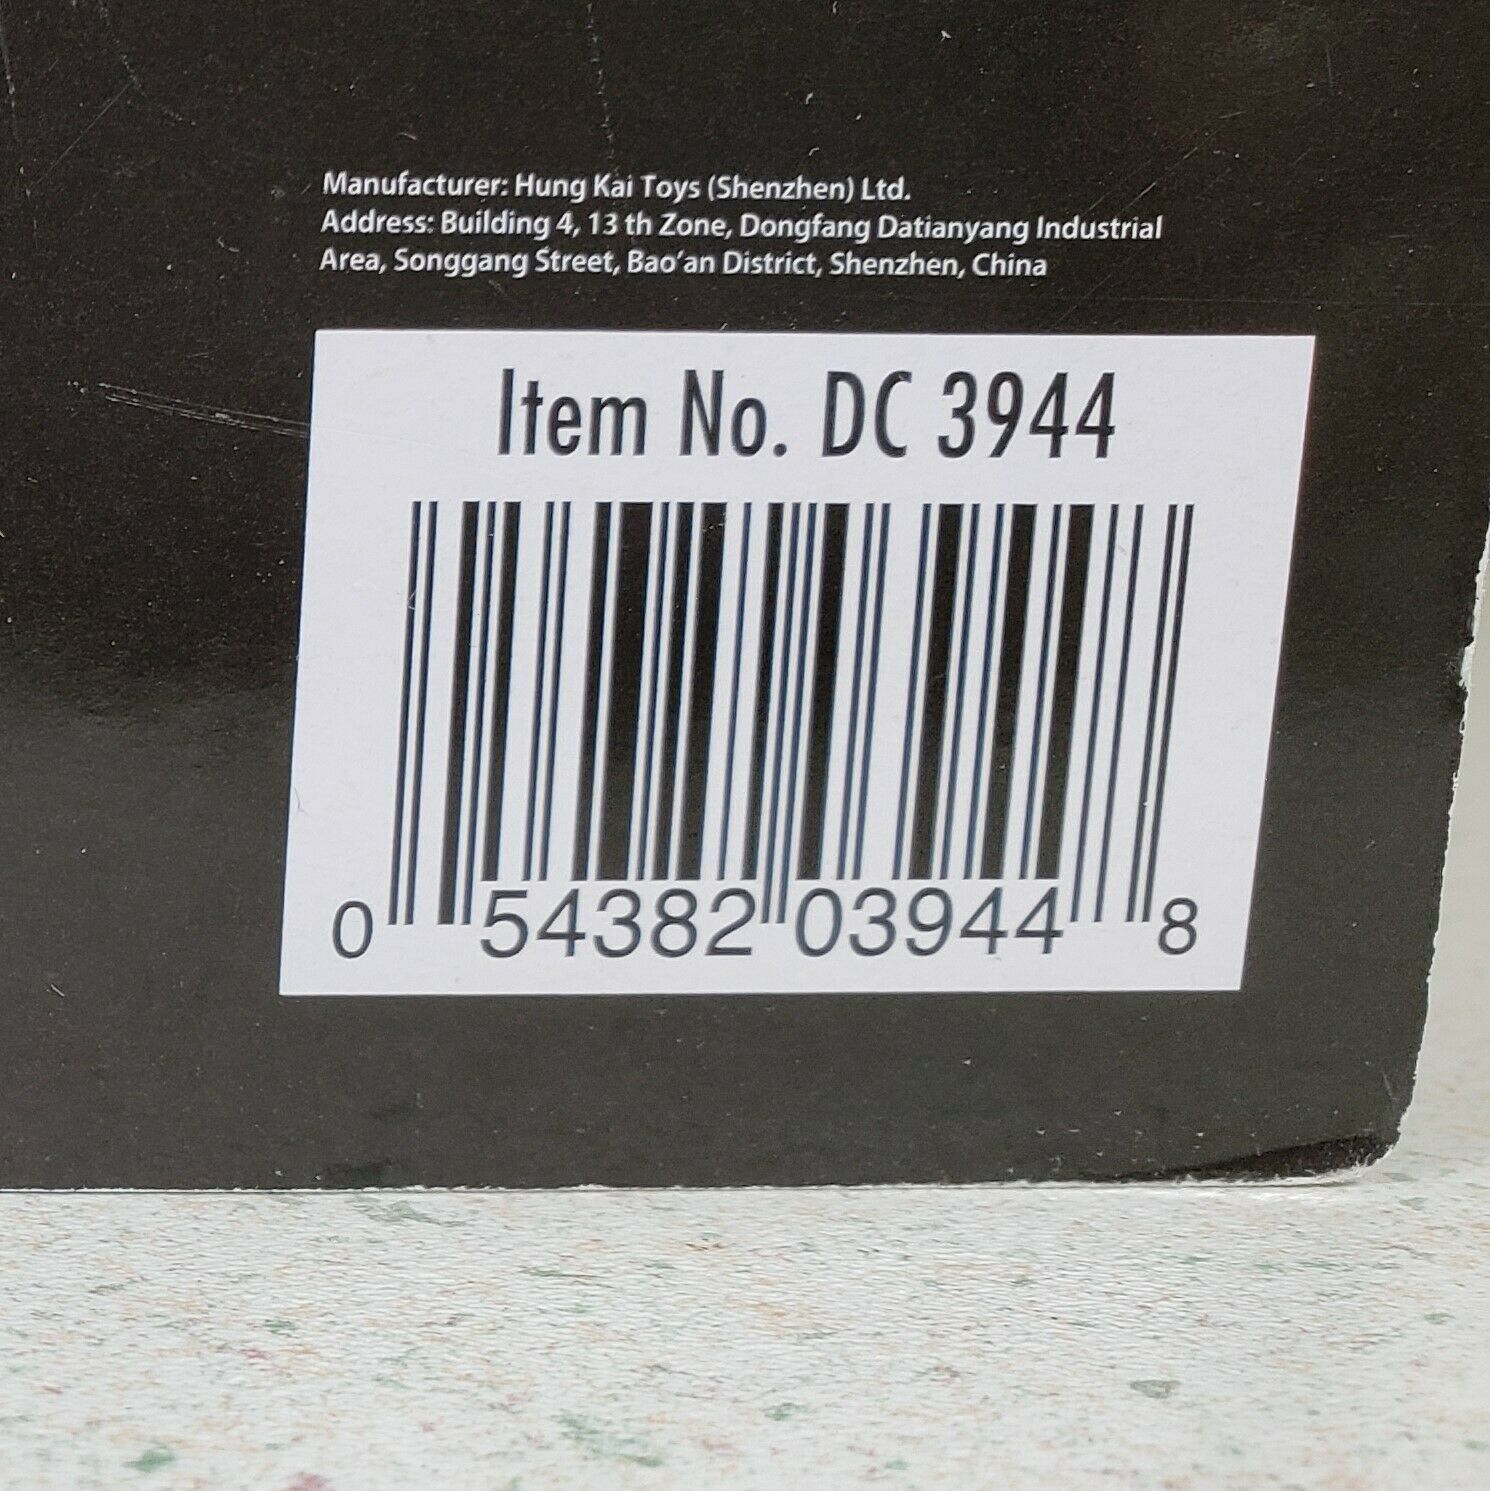 Manufacturer: Hung Kai Toys (Shenzhen) Ltd.
Address: Building 4, 13 th Zone, Dongfang Datianyang Industrial
Area, Songgang Street, Bao'an District, Shenzhen, China
Item No. DC 3944
0 54382 03944 8